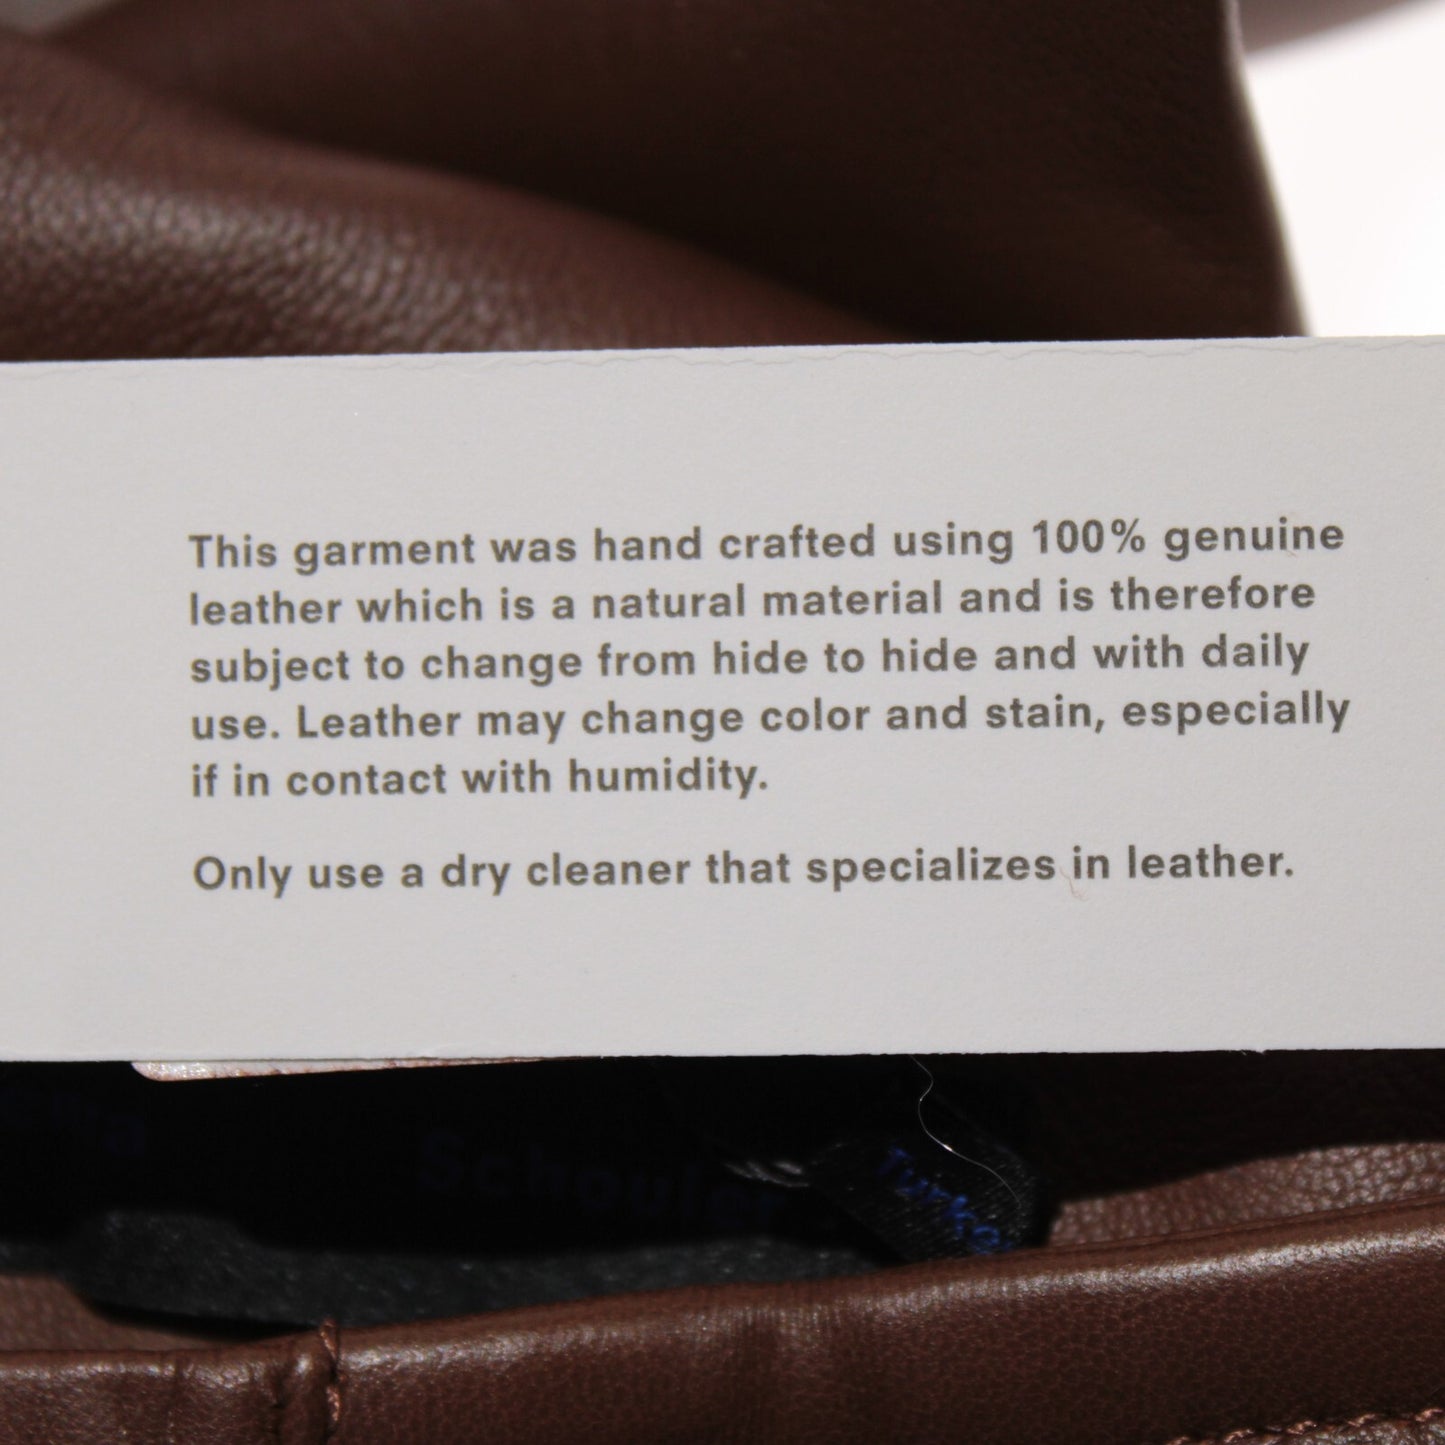 This garment was hand crafted using 100% genuine
leather which is a natural material and is therefore
subject to change from hide to hide and with daily
use. Leather may change color and stain, especially
if in contact with humidity.
Only use a dry cleaner that specializes in leather.
Schouler